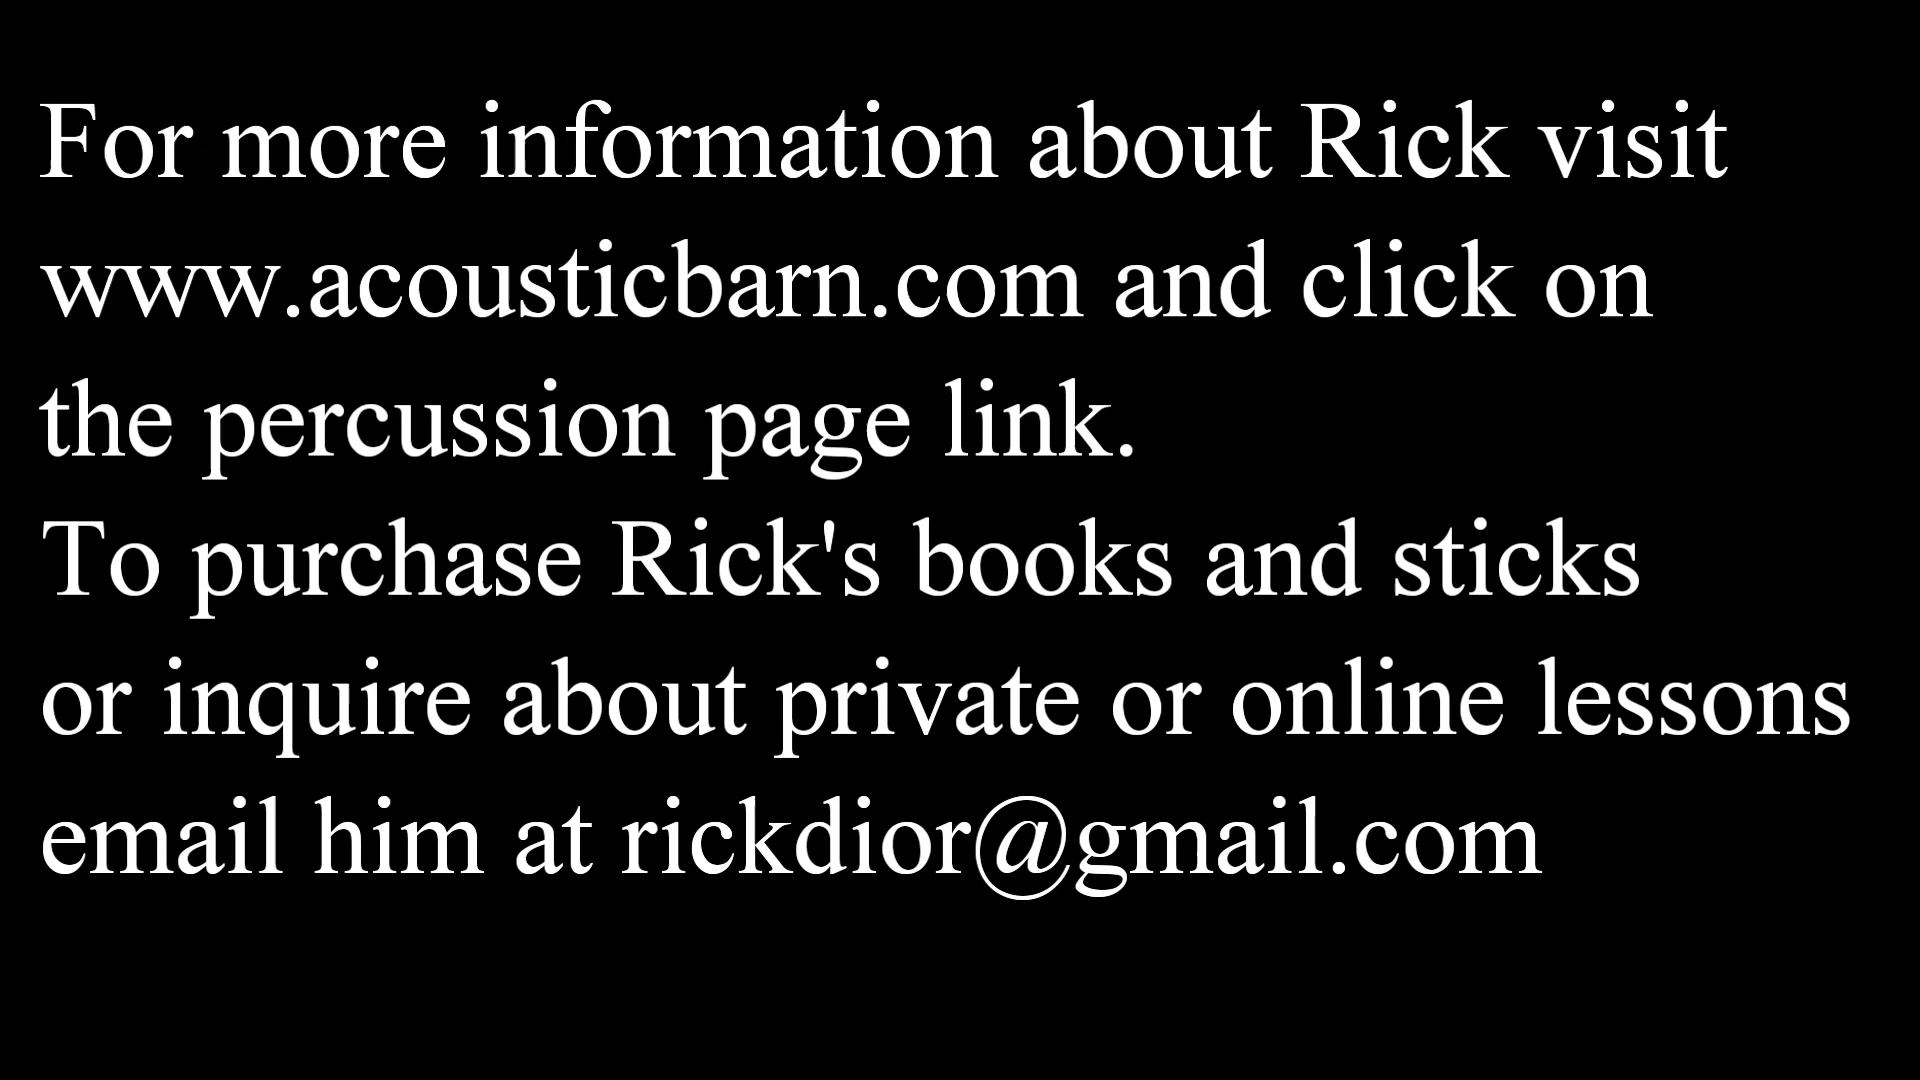 For more information about Rick visit
www.acousticbarn.com and click on
the percussion page link.
To purchase Rick's books and sticks
or inquire about private or online lessons
email him at rickdior@gmail.com